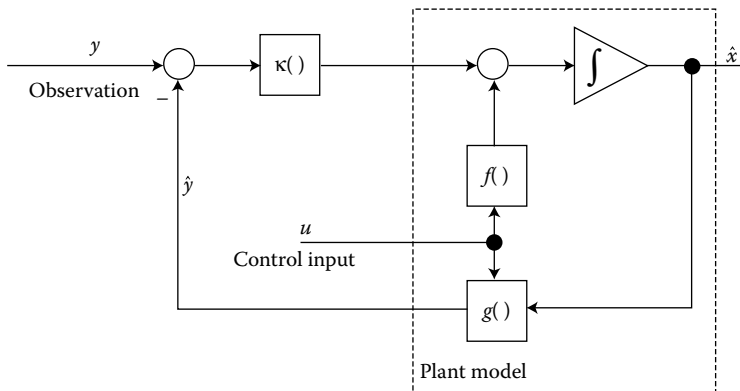 y
Observation
−
κ( )
∫
x̂
f( )
ŷ
u
Control input
g( )
Plant model